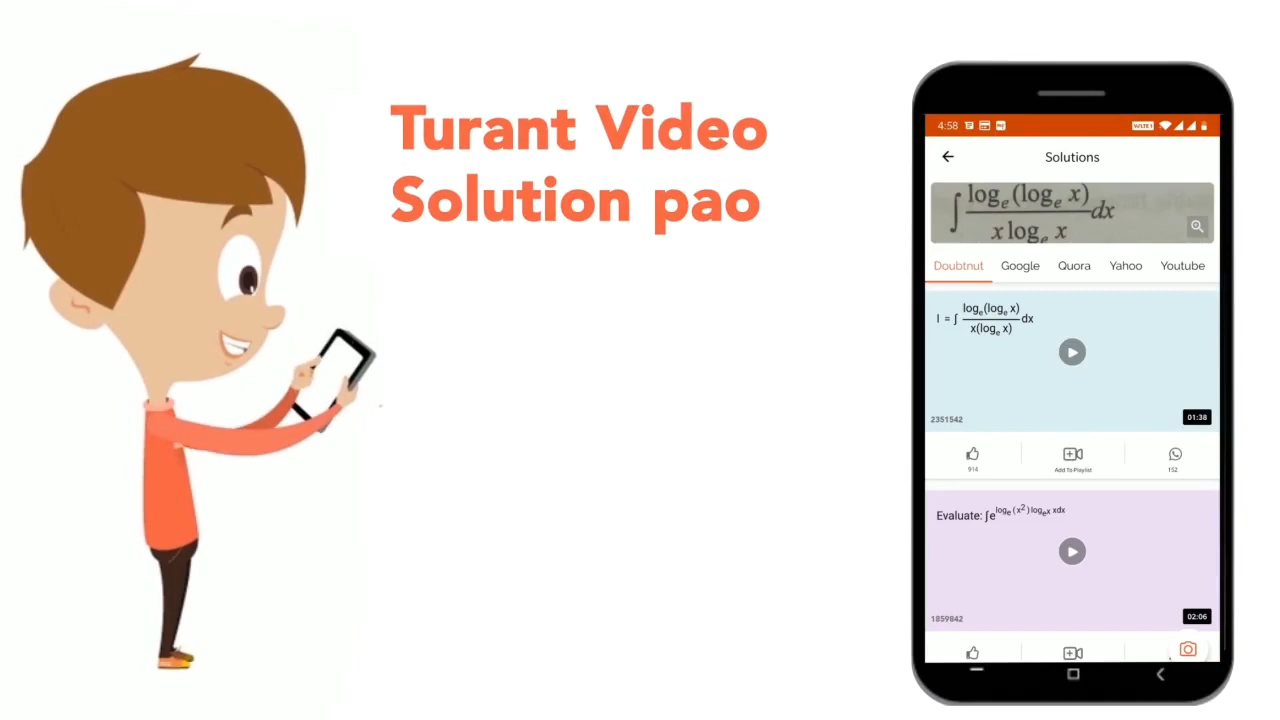 Turant Video
Solution pao
4:58
VoLTE1
Solutions
∫ logₑ(logₑ x) / x logₑ x dx
Doubtnut Google Quora Yahoo Youtube
I = ∫ logₑ(logₑ x) / x(logₑ x) dx
2351542
01:38
914
Add To Playlist
152
Evaluate: ∫e^logₑ(x²)logₑx xdx
1859842
02:06